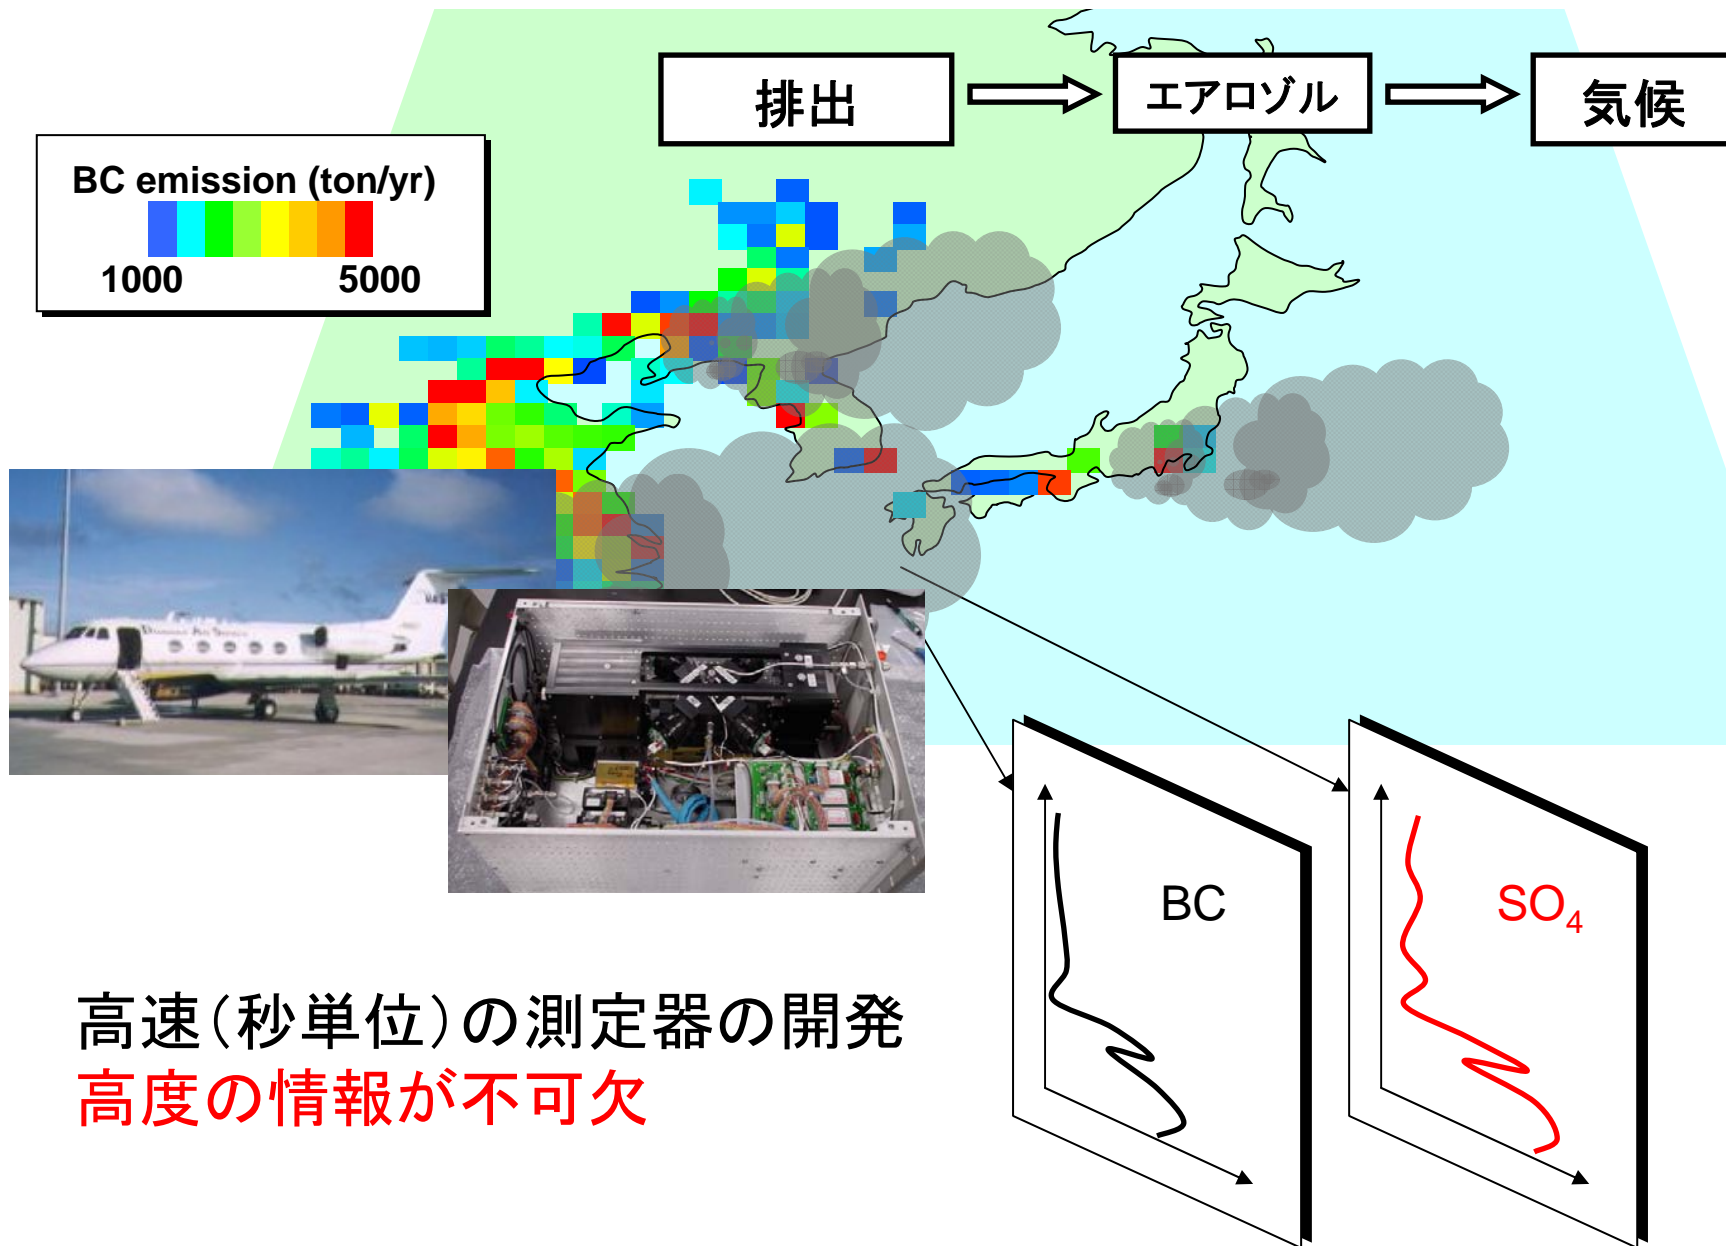 排出
エアロゾル
気候
BC emission (ton/yr)
1000 5000
BC
SO₄
高速(秒単位)の測定器の開発
高度の情報が不可欠